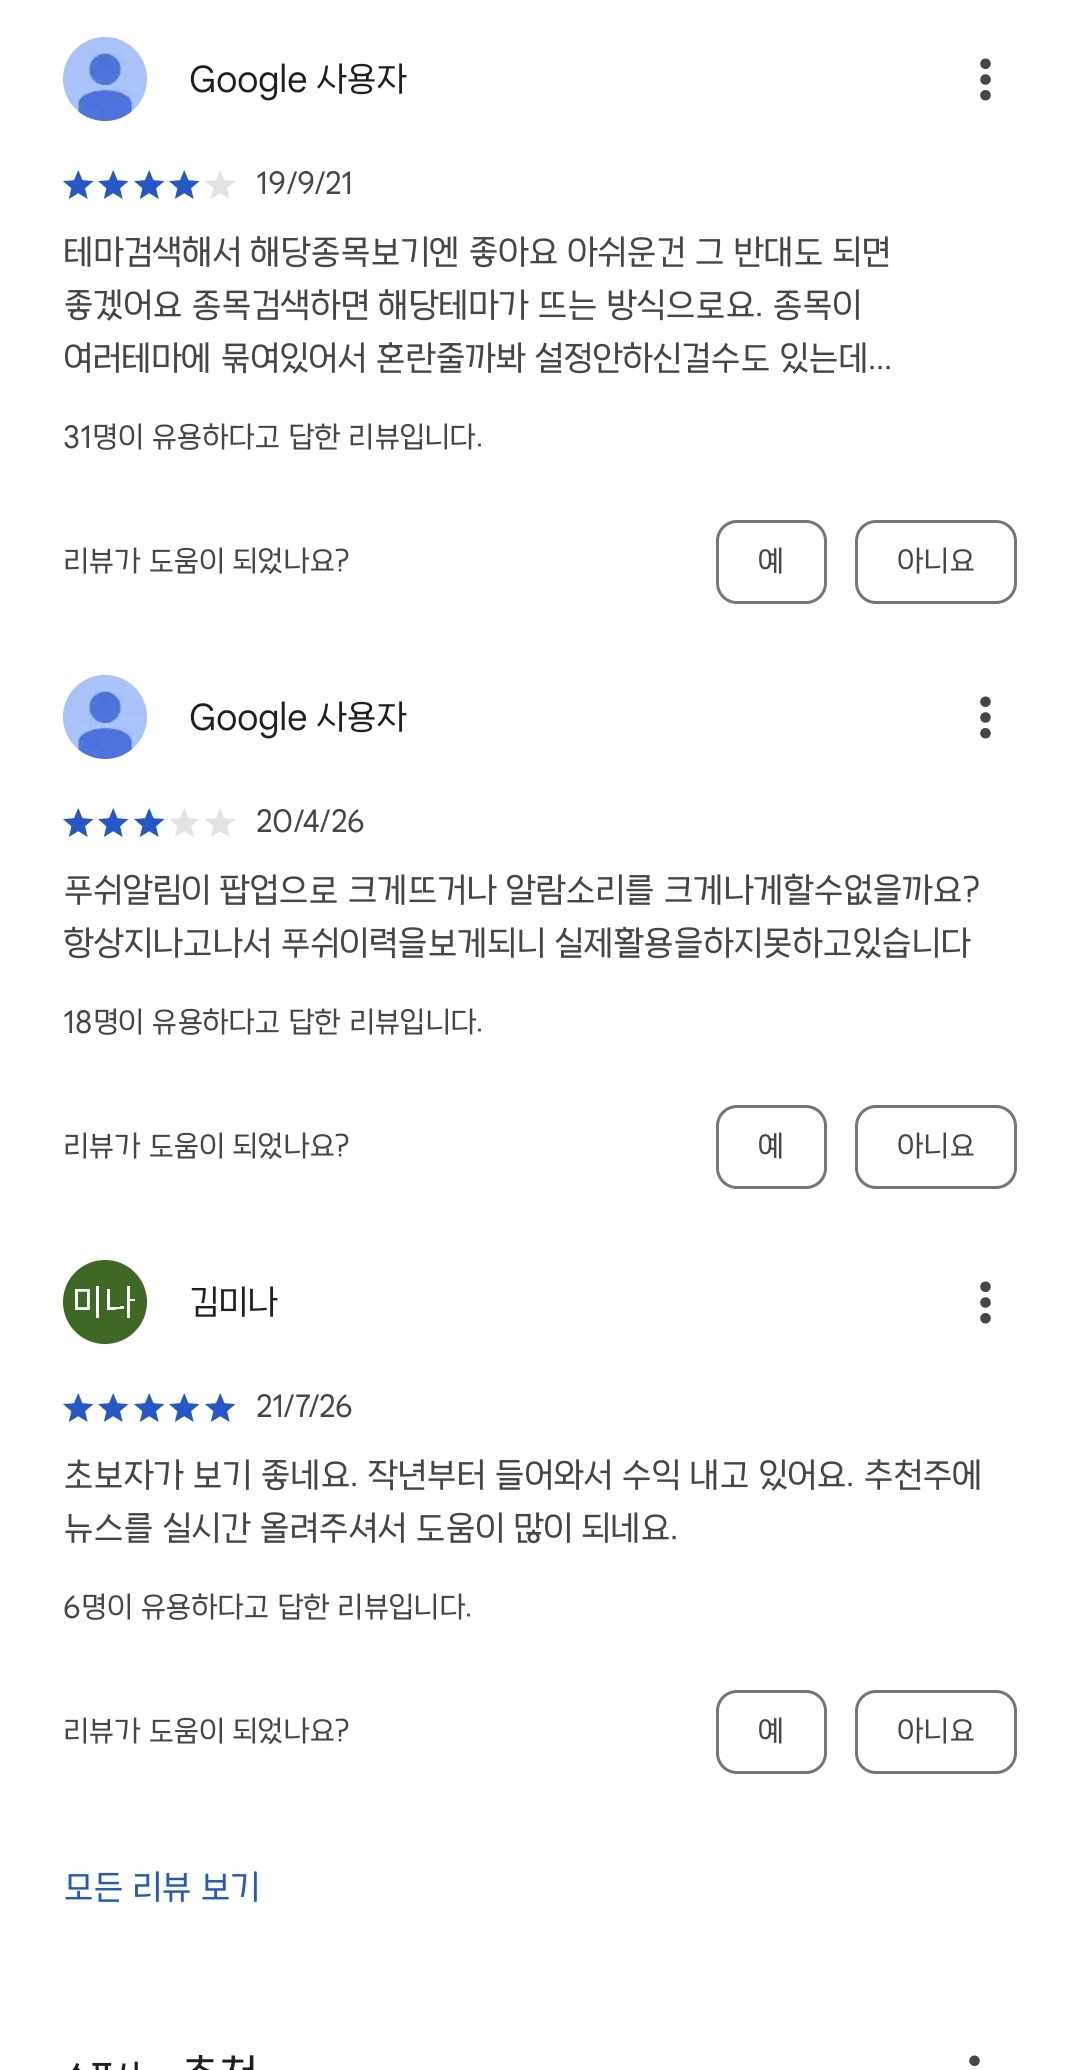 Google 사용자
19/9/21
테마검색해서 해당종목보기엔 좋아요 아쉬운건 그 반대도 되면
좋겠어요 종목검색하면 해당테마가 뜨는 방식으로요. 종목이
여러테마에 묶여있어서 혼란줄까봐 설정안하신걸수도 있는데...
31명이 유용하다고 답한 리뷰입니다.
리뷰가 도움이 되었나요? 예 아니요
Google 사용자
20/4/26
푸쉬알림이 팝업으로 크게뜨거나 알람소리를 크게나게할수없을까요?
항상지나고나서 푸쉬이력을보게되니 실제활용을하지못하고있습니다
18명이 유용하다고 답한 리뷰입니다.
리뷰가 도움이 되었나요? 예 아니요
미나 김미나
21/7/26
초보자가 보기 좋네요. 작년부터 들어와서 수익 내고 있어요. 추천주에
뉴스를 실시간 올려주셔서 도움이 많이 되네요.
6명이 유용하다고 답한 리뷰입니다.
리뷰가 도움이 되었나요? 예 아니요
모든 리뷰 보기